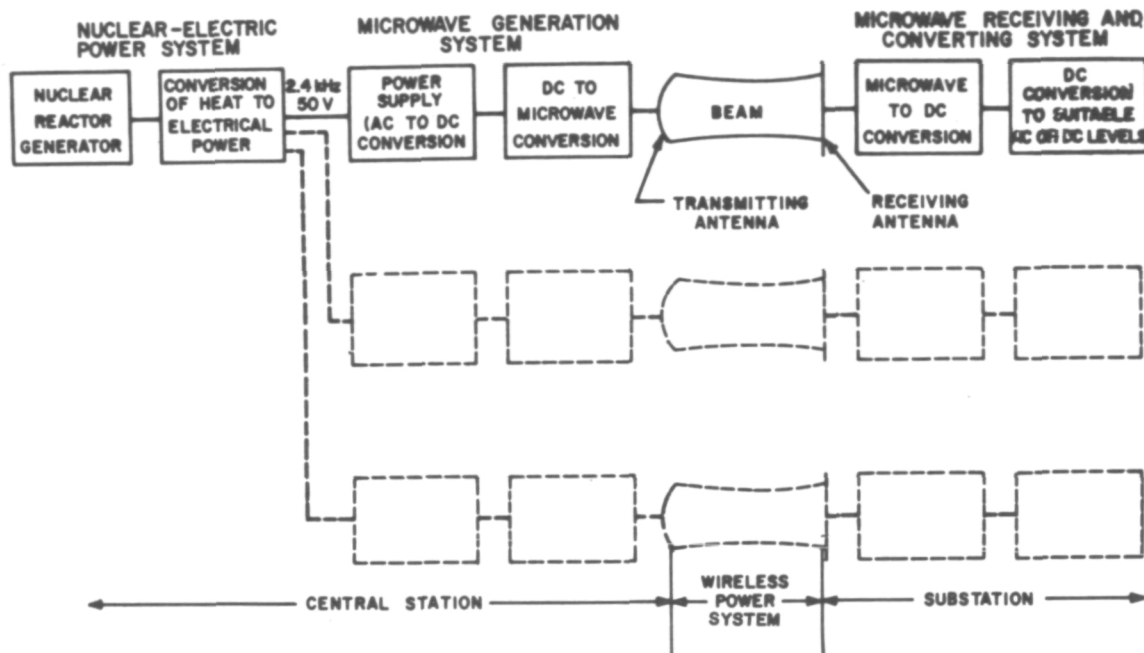 NUCLEAR-ELECTRIC
POWER SYSTEM
MICROWAVE GENERATION
SYSTEM
MICROWAVE RECEIVING AND
CONVERTING SYSTEM
NUCLEAR
REACTOR
GENERATOR
CONVERSION
OF HEAT TO
ELECTRICAL
POWER
2.4 kHz
50 V
POWER
SUPPLY
(AC TO DC
CONVERSION
DC TO
MICROWAVE
CONVERSION
BEAM
MICROWAVE
TO DC
CONVERSION
DC
CONVERSION
TO SUITABLE
AC OR DC LEVELS
TRANSMITTING
ANTENNA
RECEIVING
ANTENNA
CENTRAL STATION
WIRELESS
POWER
SYSTEM
SUBSTATION